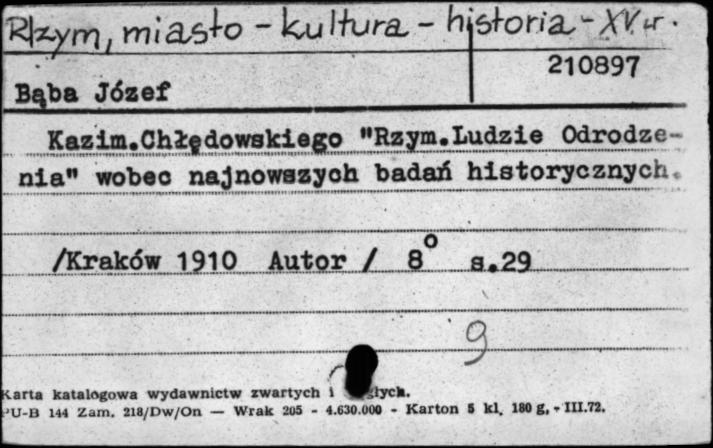 Rzym, miasto - kultura - historia - XV w.
210897
Bąba Józef
Kazim.Chłędowskiego "Rzym.Ludzie Odrodze-
nia" wobec najnowszych badań historycznych.
/Kraków 1910 Autor / 8° s.29
9
Karta katalogowa wydawnictw zwartych i
PU-B 144 Zam. 218/Dw/On — Wrak 205 - 4.630.000 - Karton 5 kl. 180 g. - III.72.